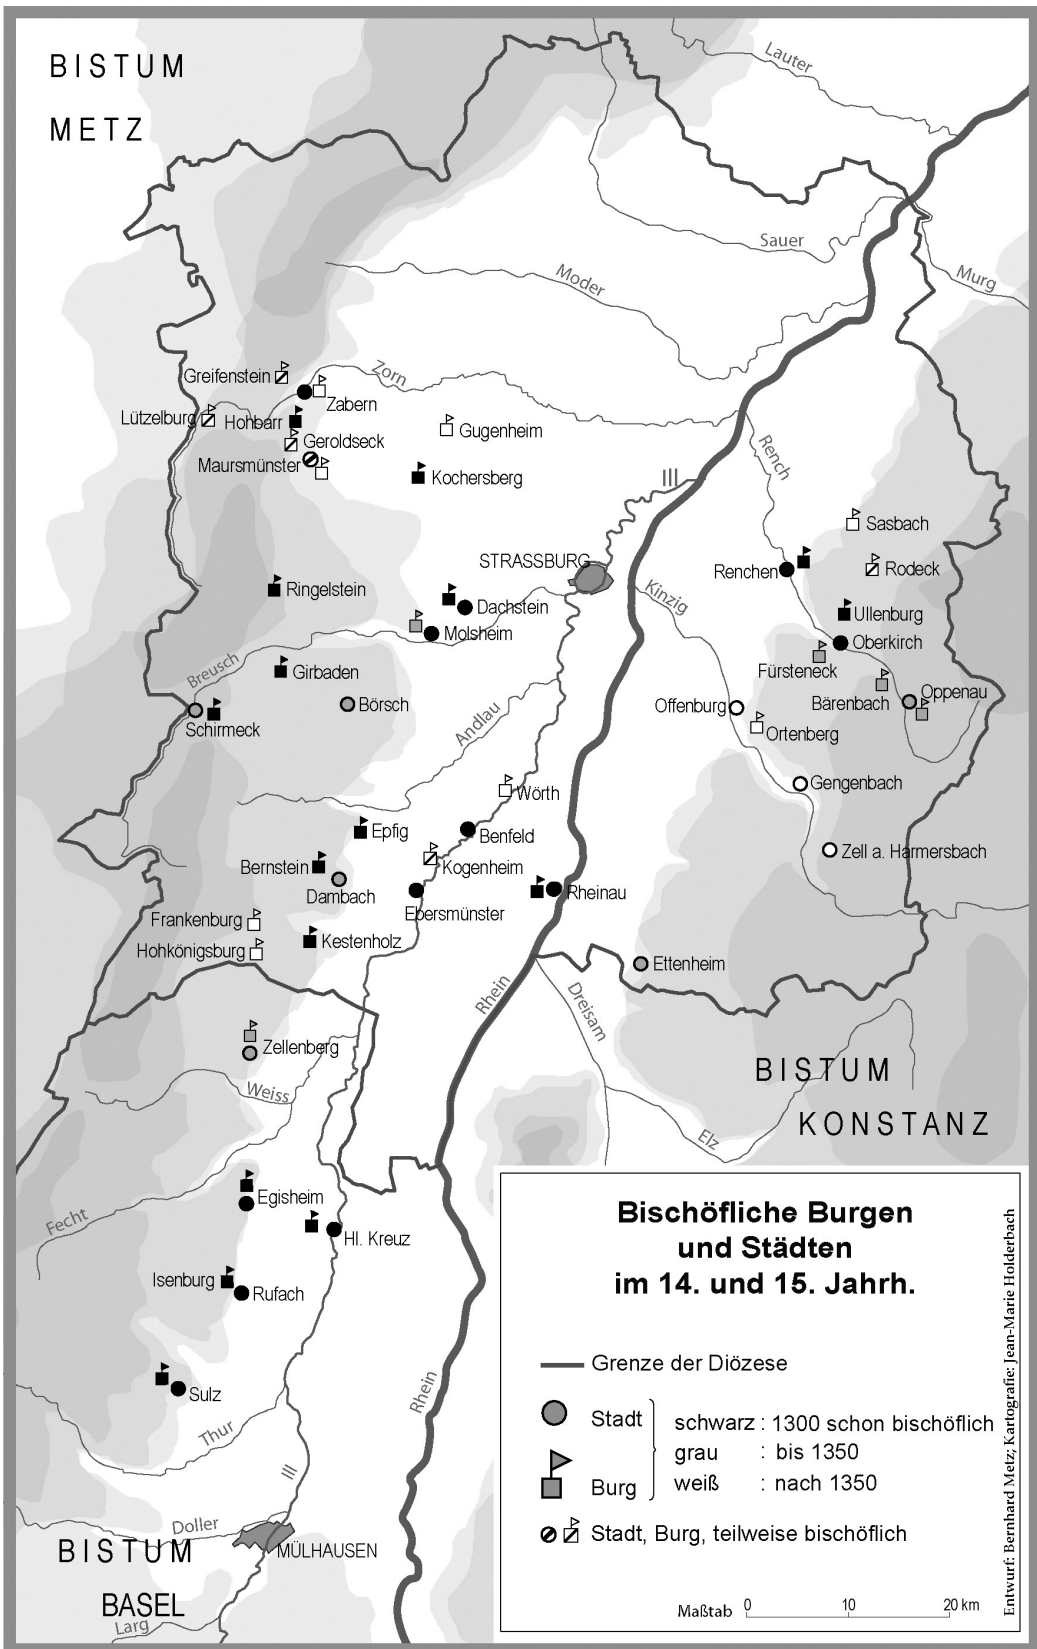 BISTUM
METZ
Lauter
Sauer
Moder
Murg
Greifenstein
Zorn
Zabern
Lützelburg
Hohbarr
Geroldseck
Gugenheim
Maursmünster
Kochersberg
Rench
Ill
Sasbach
STRASSBURG
Renchen
Rodeck
Ringelstein
Kinzig
Dachstein
Ullenburg
Molsheim
Oberkirch
Breusch
Girbaden
Fürsteneck
Börsch
Bärenbach
Oppenau
Offenburg
Schirmeck
Andlau
Ortenberg
Gengenbach
Wörth
Epfig
Benfeld
Zell a. Harmersbach
Bernstein
Kogenheim
Dambach
Rheinau
Ebersmünster
Frankenburg
Kestenholz
Hohkönigsburg
Ettenheim
Rhein
Dreisam
Zellenberg
BISTUM
Weiss
KONSTANZ
Elz
Egisheim
Fecht
Hl. Kreuz
Isenburg
Rufach
Sulz
Rhein
Thur
Ill
Doller
BISTUM
MÜLHAUSEN
BASEL
Larg
Bischöfliche Burgen
und Städten
im 14. und 15. Jahrh.
Grenze der Diözese
Stadt
schwarz : 1300 schon bischöflich
grau : bis 1350
Burg
weiß : nach 1350
Stadt, Burg, teilweise bischöflich
Maßtab 0 10 20 km
Entwurf: Bernhard Metz; Kartografie: Jean-Marie Holderbach